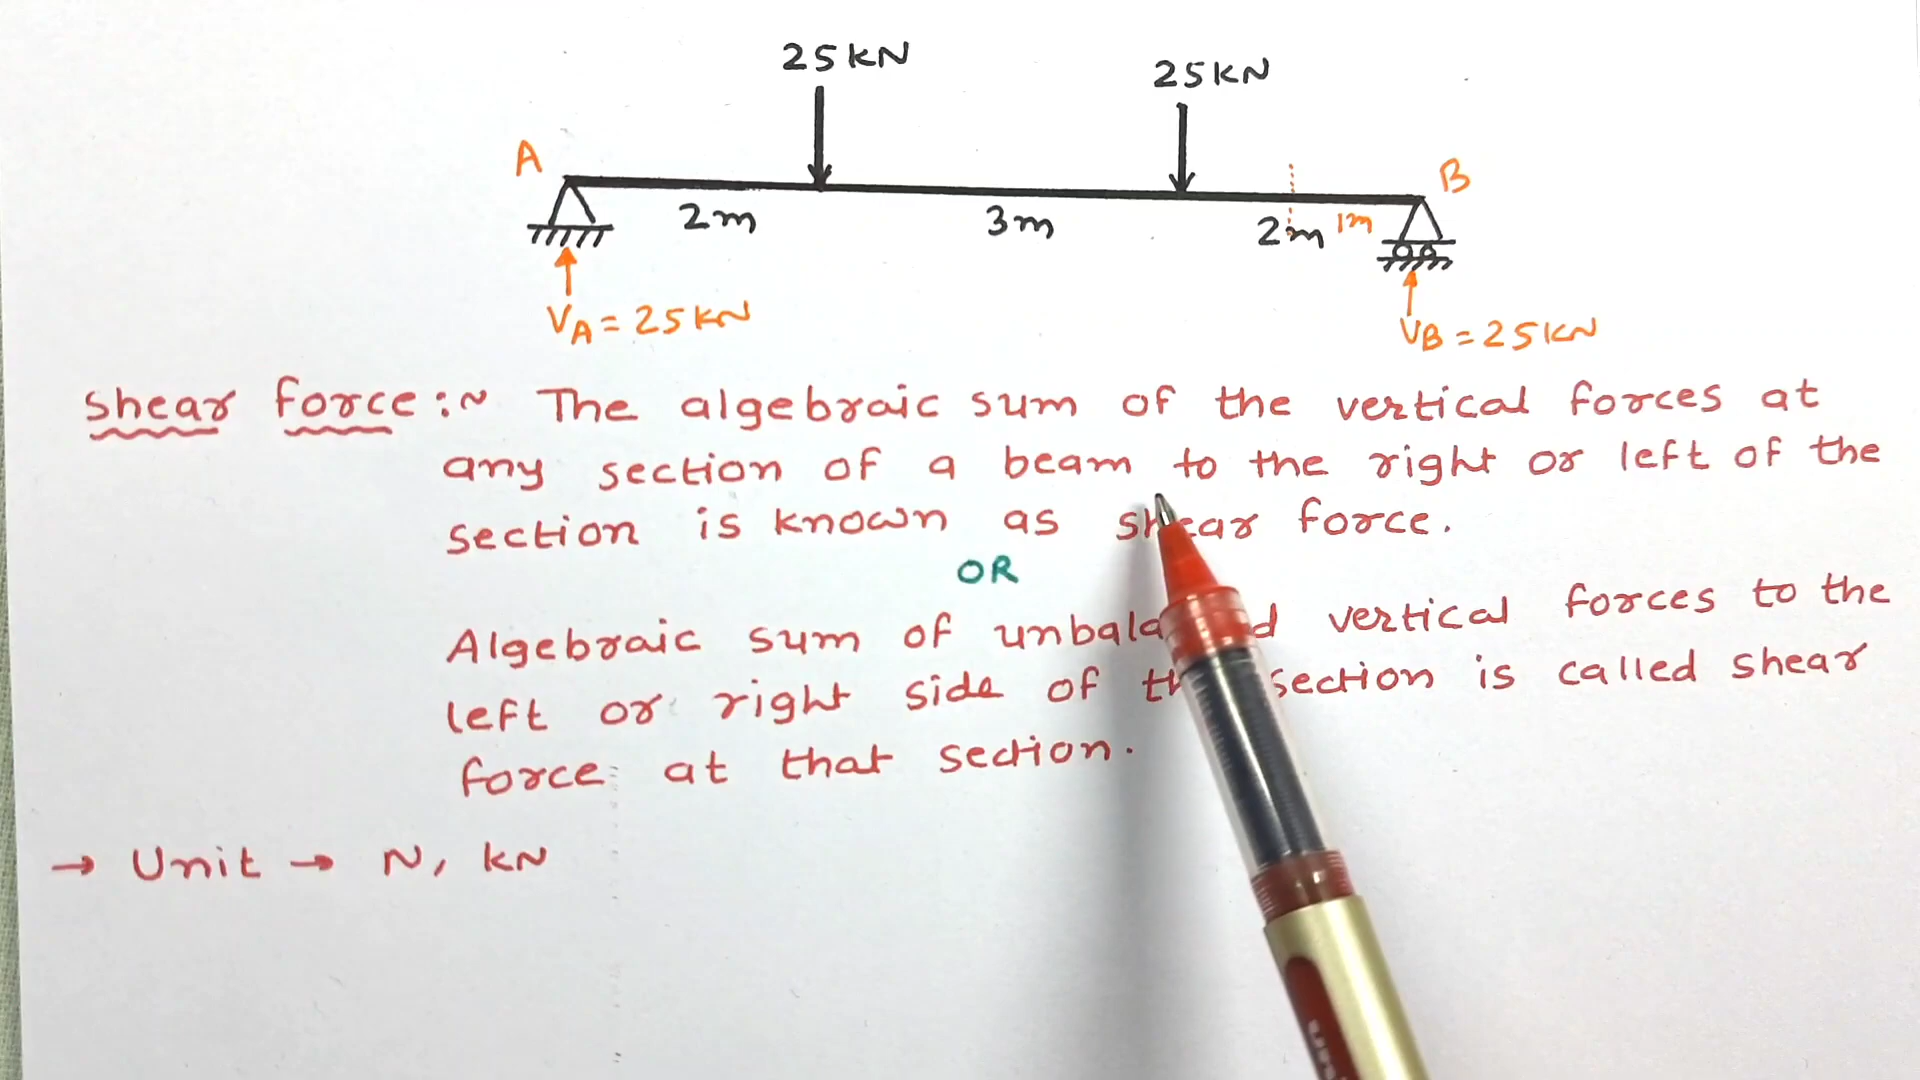 25KN
25KN
A
B
2m
3m
2m
1m
VA = 25KN
VB = 25KN
Shear force :~ The algebraic sum of the vertical forces at
any section of a beam to the right or left of the
section is known as shear force.
OR
Algebraic sum of vertical forces to the
left or right side of section is called shear
force at that section.
→ Unit → N, KN